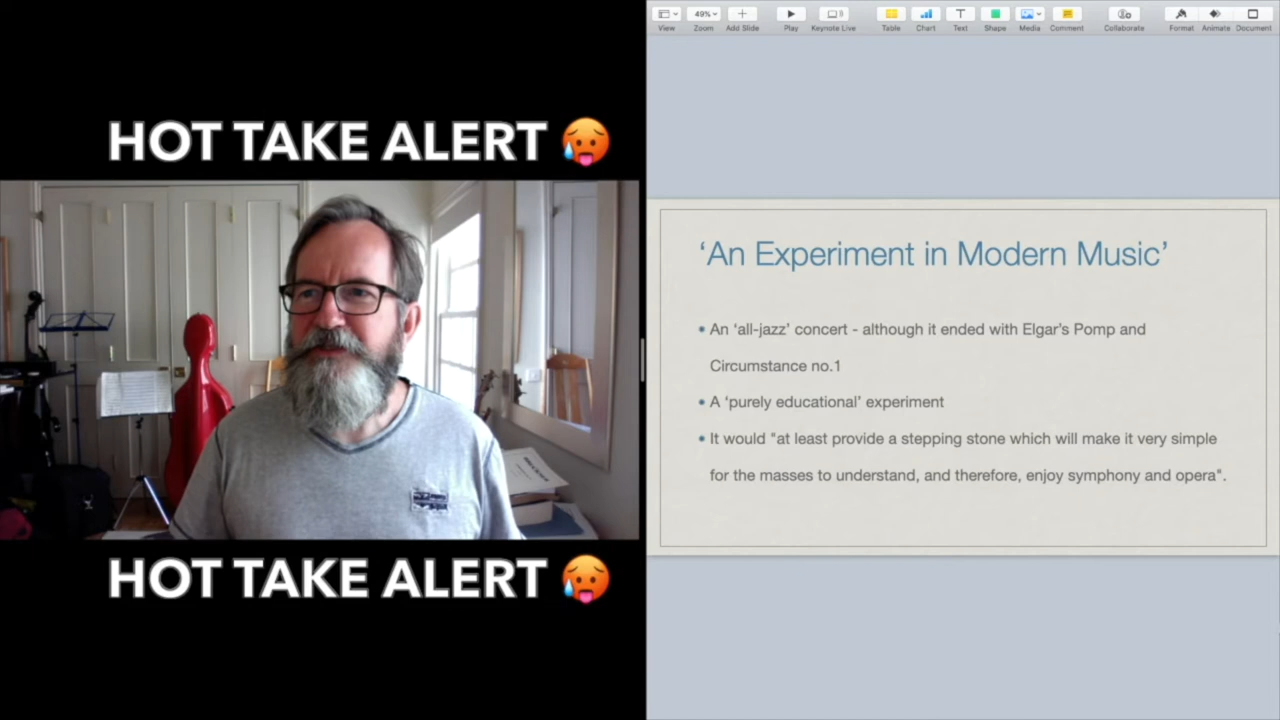 HOT TAKE ALERT 🥵
HOT TAKE ALERT 🥵
49%
View
Zoom
Add Slide
Play
Keynote Live
Table
Chart
Text
Shape
Media
Comment
Collaborate
Format
Animate
Document
‘An Experiment in Modern Music’
• An ‘all-jazz’ concert - although it ended with Elgar’s Pomp and
Circumstance no.1
• A ‘purely educational’ experiment
• It would "at least provide a stepping stone which will make it very simple
for the masses to understand, and therefore, enjoy symphony and opera".